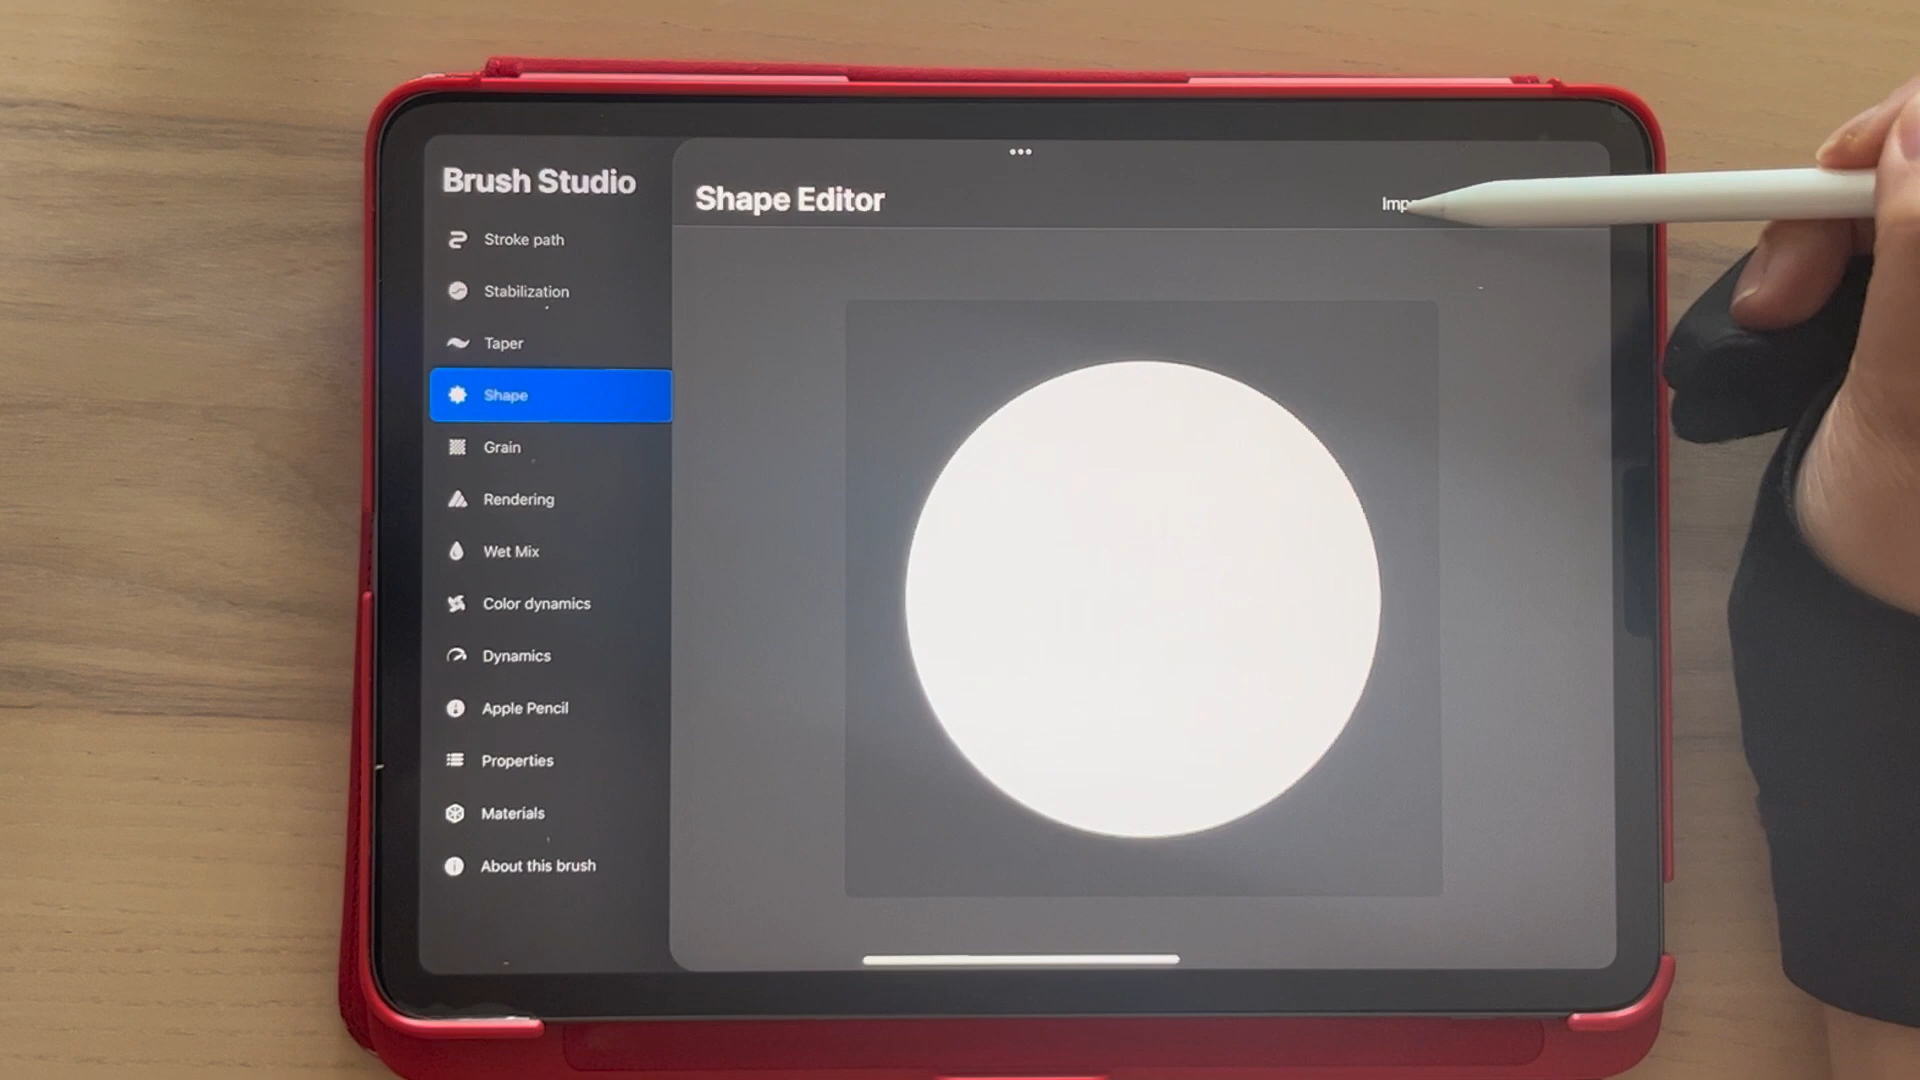 Brush Studio
Stroke path
Stabilization
Taper
Shape
Grain
Rendering
Wet Mix
Color dynamics
Dynamics
Apple Pencil
Properties
Materials
About this brush
Shape Editor